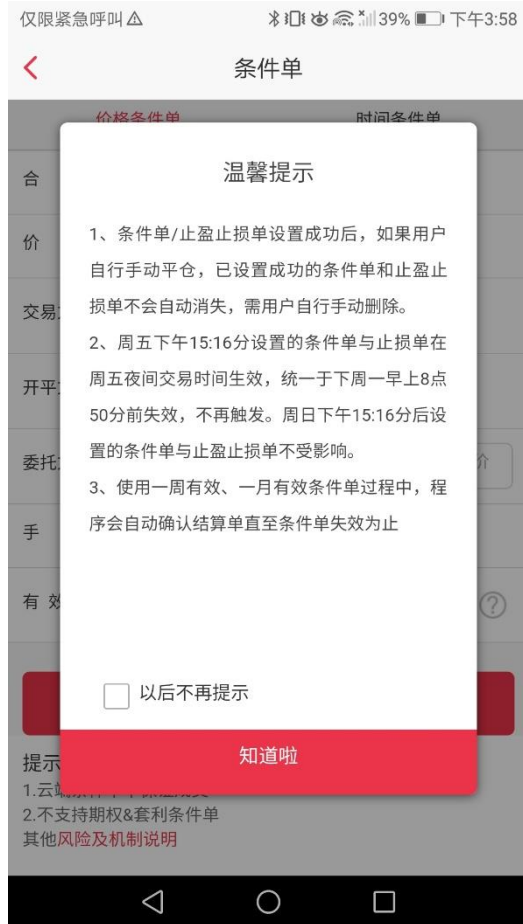 仅限紧急呼叫
39%
下午3:58
条件单
价格条件单
时间条件单
温馨提示
合
价
交易
开平
委托
价
手
有 效
1、条件单/止盈止损单设置成功后，如果用户
自行手动平仓，已设置成功的条件单和止盈止
损单不会自动消失，需用户自行手动删除。
2、周五下午15:16分设置的条件单与止损单在
周五夜间交易时间生效，统一于下周一早上8点
50分前失效，不再触发。周日下午15:16分后设
置的条件单与止盈止损单不受影响。
3、使用一周有效、一月有效条件单过程中，程
序会自动确认结算单直至条件单失效为止
以后不再提示
知道啦
提示
2.不支持期权&套利条件单
其他风险及机制说明